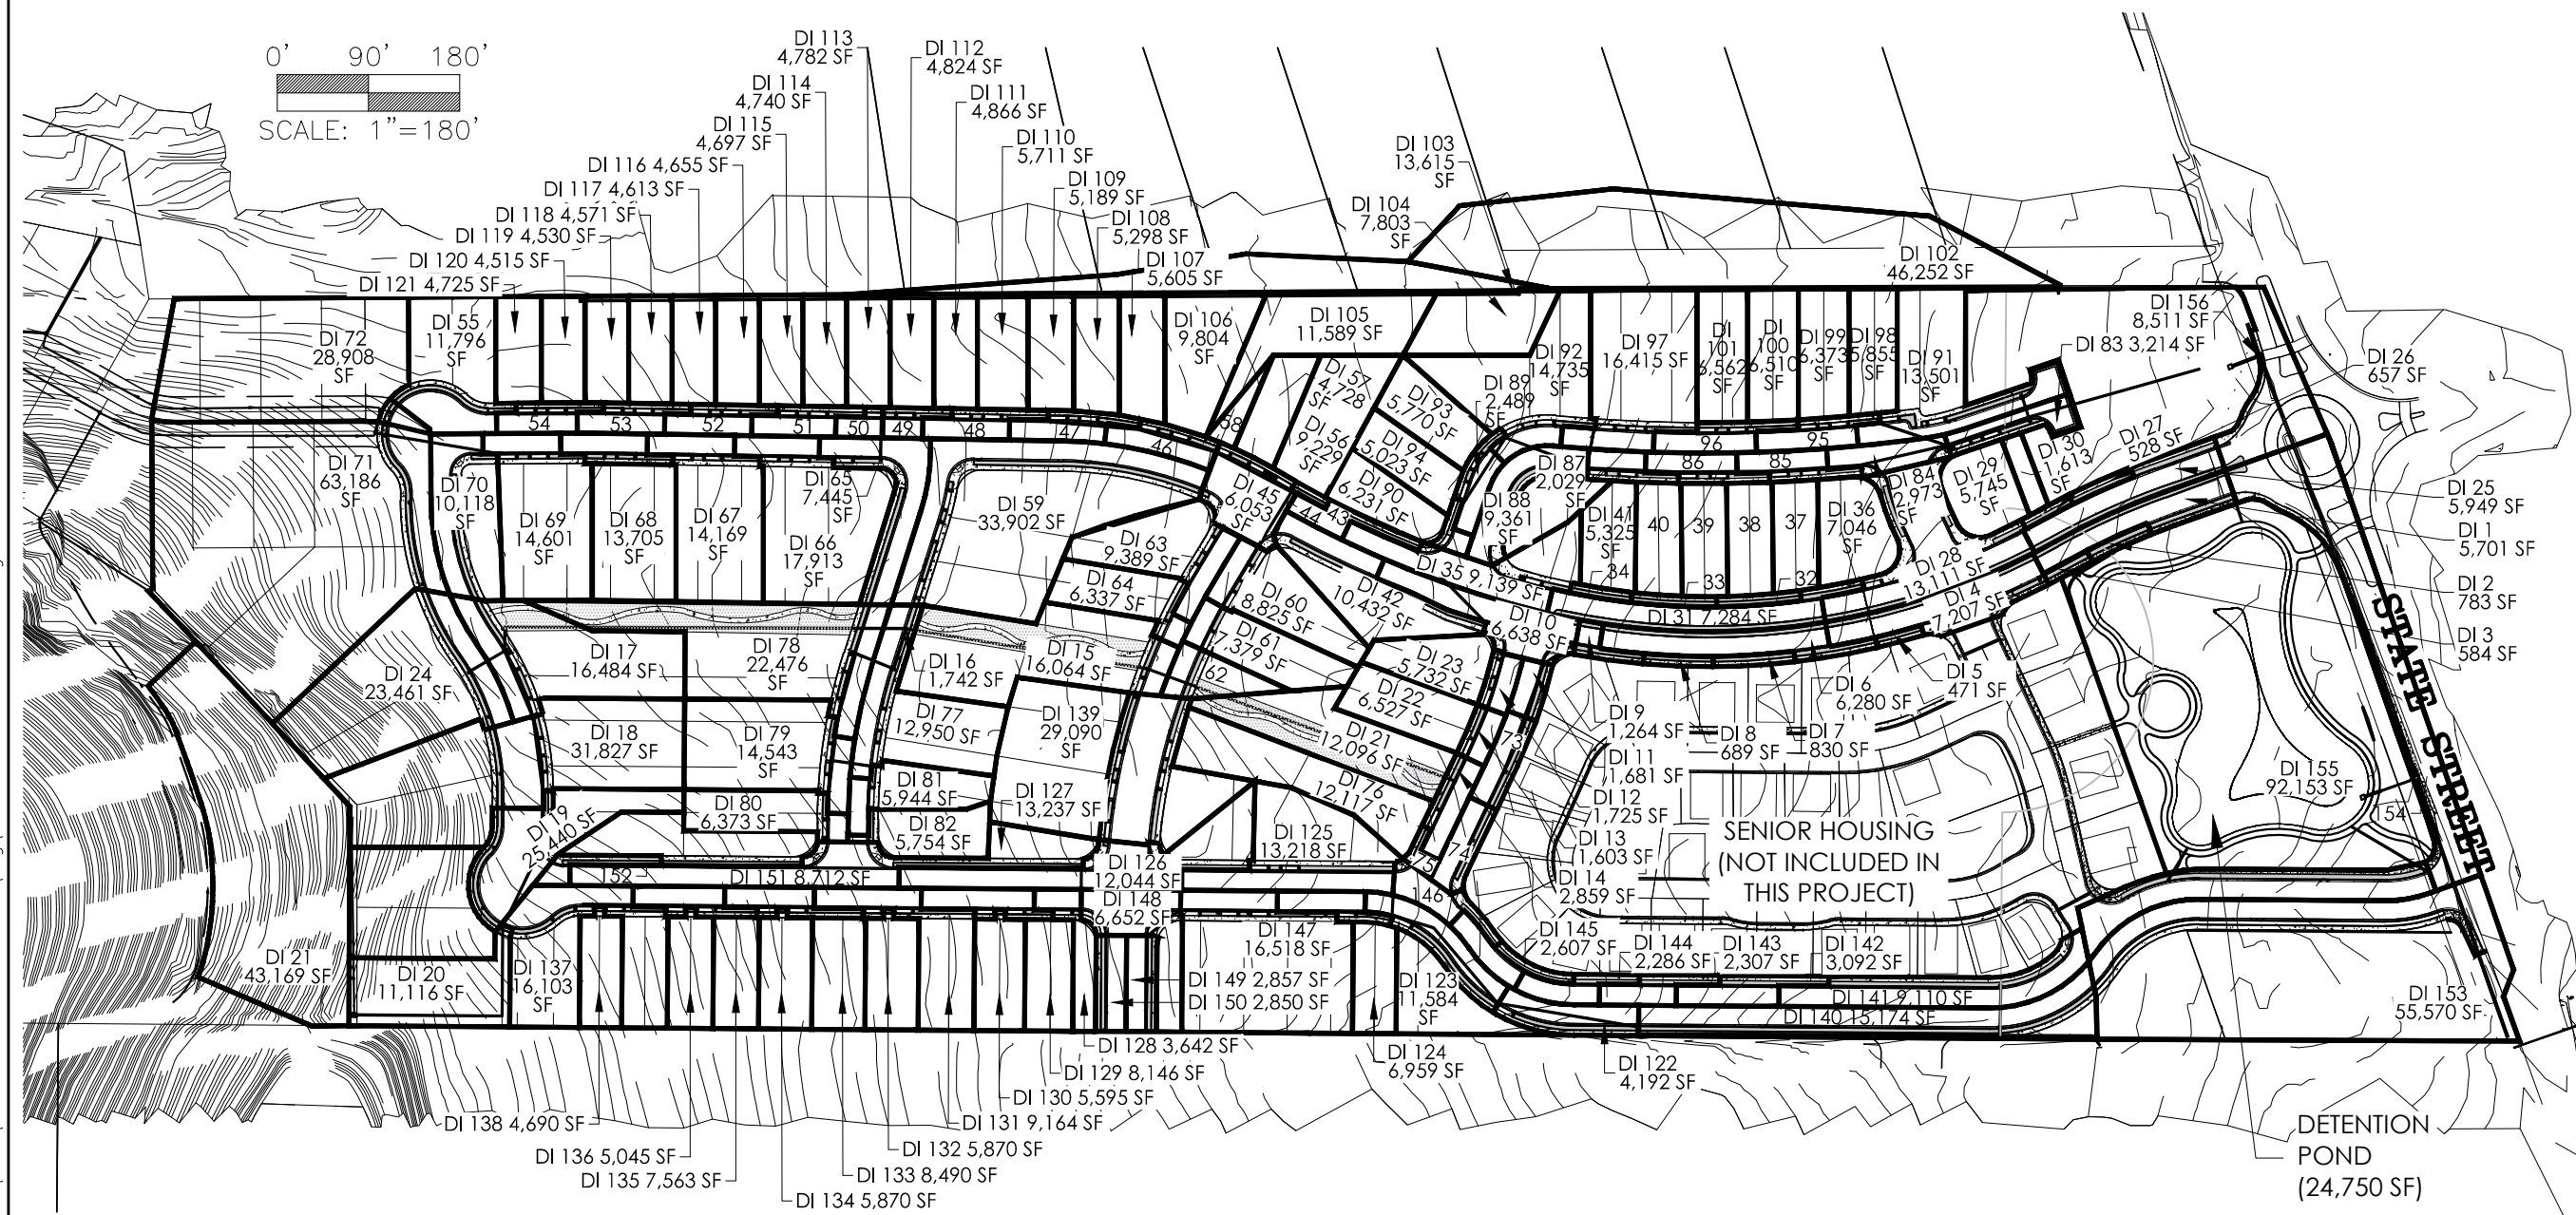 0' 90' 180'
SCALE: 1"=180'
DI 113
4,782 SF
DI 112
4,824 SF
DI 114
4,740 SF
DI 111
4,866 SF
DI 115
4,697 SF
DI 110
5,711 SF
DI 116 4,655 SF
DI 109
5,189 SF
DI 117 4,613 SF
DI 118 4,571 SF
DI 108
5,298 SF
DI 119 4,530 SF
DI 107
5,605 SF
DI 120 4,515 SF
DI 121 4,725 SF
DI 103
13,615
SF
DI 104
7,803
SF
DI 102
46,252 SF
DI 72
28,908
SF
DI 55
11,796
SF
DI 106
9,804
SF
DI 105
11,589 SF
DI 92
14,735
SF
DI 97
16,415 SF
DI
101
6,562
SF
DI
100
6,510
SF
DI 99
6,373
SF
DI 98
5,855
SF
DI 91
13,501
SF
DI 156
8,511 SF
DI 83 3,214 SF
DI 26
657 SF
DI 57
4,728
SF
DI 93
5,770 SF
DI 89
2,489
SF
DI 56
9,229
SF
DI 94
5,023 SF
DI 90
6,231 SF
58
54
53
52
51
50
49
48
47
46
96
95
86
85
DI 87
2,029
SF
DI 88
9,361
SF
DI 84
2,973
SF
DI 29
5,745
SF
DI 30
1,613
SF
DI 27
528 SF
DI 25
5,949 SF
DI 1
5,701 SF
DI 2
783 SF
DI 3
584 SF
DI 71
63,186
SF
DI 70
10,118
SF
DI 69
14,601
SF
DI 68
13,705
SF
DI 67
14,169
SF
DI 65
7,445
SF
DI 66
17,913
SF
DI 59
33,902 SF
DI 45
6,053
SF
44
43
DI 63
9,389 SF
DI 64
6,337 SF
DI 41
5,325
SF
40
39
38
37
DI 36
7,046
SF
34
33
32
DI 31 7,284 SF
DI 35 9,139 SF
DI 28
13,111 SF
DI 4
7,207 SF
DI 60
8,825 SF
DI 61
7,379 SF
62
DI 42
10,432 SF
DI 10
6,638 SF
DI 5
471 SF
DI 6
6,280 SF
DI 7
830 SF
DI 8
689 SF
DI 9
1,264 SF
DI 24
23,461 SF
DI 17
16,484 SF
DI 78
22,476
SF
DI 16
1,742 SF
DI 15
16,064 SF
DI 23
5,732 SF
DI 22
6,527 SF
DI 21
12,096 SF
DI 76
12,117 SF
DI 18
31,827 SF
DI 79
14,543
SF
DI 77
12,950 SF
DI 139
29,090
SF
73
74
75
DI 11
1,681 SF
DI 12
1,725 SF
DI 13
1,603 SF
DI 14
2,859 SF
DI 19
25,440 SF
DI 80
6,373 SF
DI 81
5,944 SF
DI 82
5,754 SF
DI 127
13,237 SF
DI 125
13,218 SF
DI 126
12,044 SF
DI 148
6,652 SF
152
DI 151 8,712 SF
146
SENIOR HOUSING
(NOT INCLUDED IN
THIS PROJECT)
DI 155
92,153 SF
154
STATE STREET
DI 21
43,169 SF
DI 20
11,116 SF
DI 137
16,103
SF
DI 147
16,518 SF
DI 149 2,857 SF
DI 150 2,850 SF
DI 123
11,584
SF
DI 145
2,607 SF
DI 144
2,286 SF
DI 143
2,307 SF
DI 142
3,092 SF
DI 141 9,110 SF
DI 140 15,174 SF
DI 153
55,570 SF
DI 128 3,642 SF
DI 129 8,146 SF
DI 130 5,595 SF
DI 131 9,164 SF
DI 132 5,870 SF
DI 133 8,490 SF
DI 134 5,870 SF
DI 135 7,563 SF
DI 136 5,045 SF
DI 138 4,690 SF
DI 124
6,959 SF
DI 122
4,192 SF
DETENTION
POND
(24,750 SF)